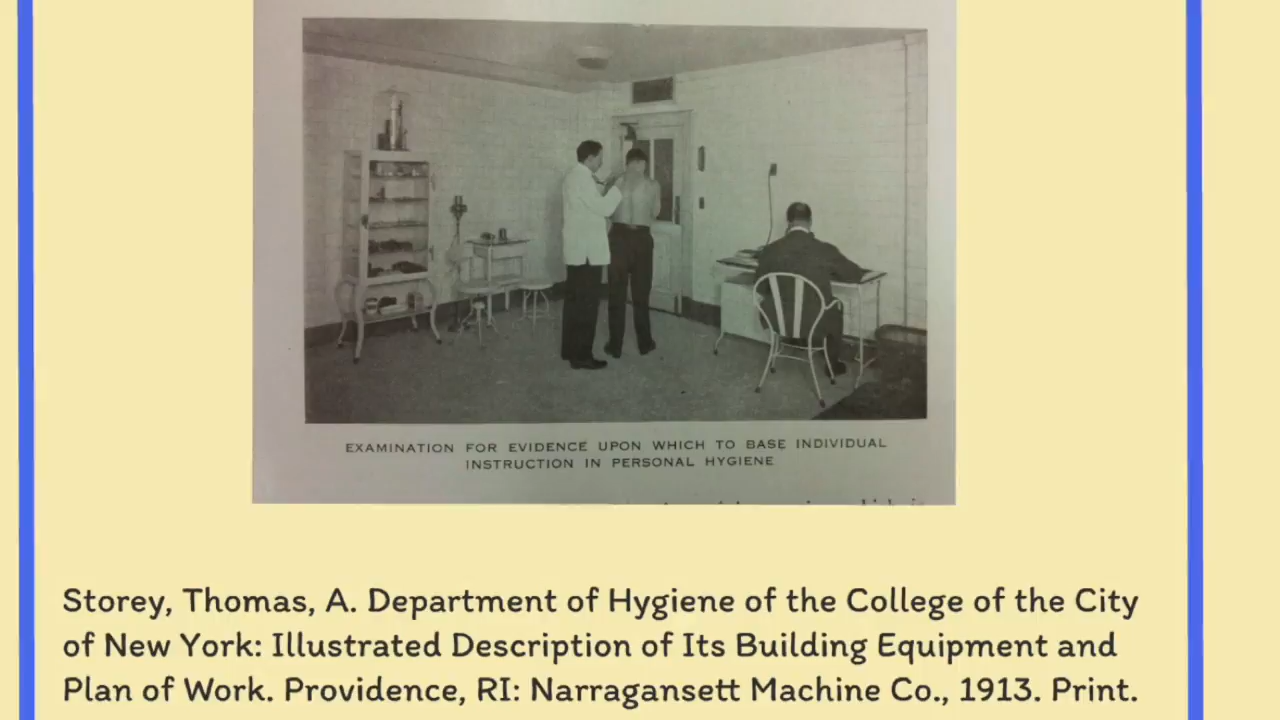 EXAMINATION FOR EVIDENCE UPON WHICH TO BASE INDIVIDUAL
INSTRUCTION IN PERSONAL HYGIENE
Storey, Thomas, A. Department of Hygiene of the College of the City
of New York: Illustrated Description of Its Building Equipment and
Plan of Work. Providence, RI: Narragansett Machine Co., 1913. Print.